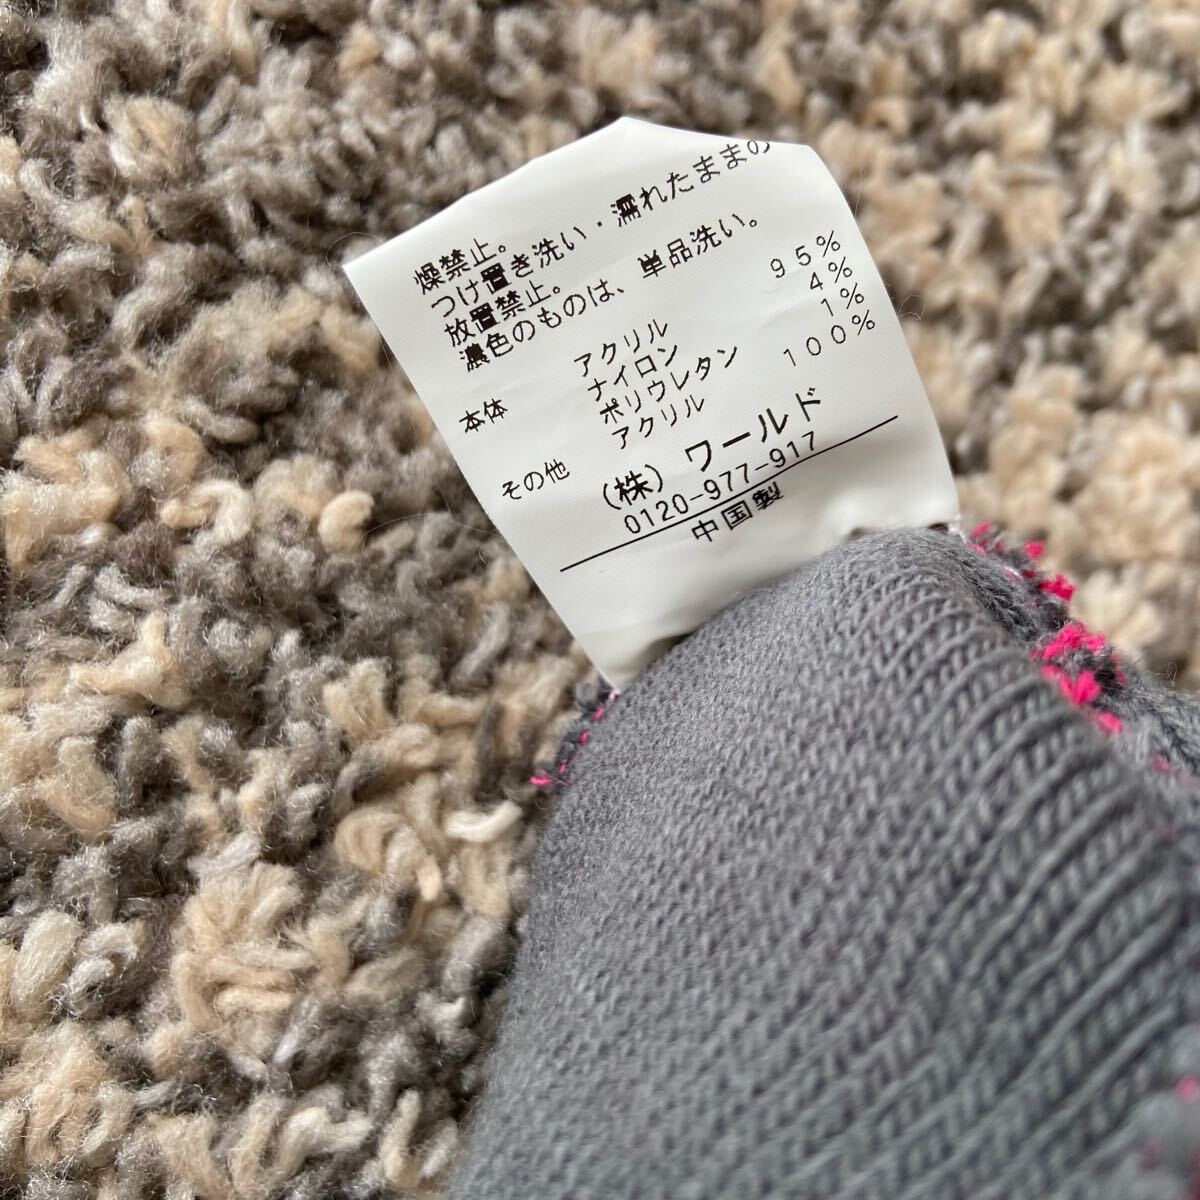 燥禁止。
つけ置き洗い・濡れたままの
放置禁止。
濃色のものは、単品洗い。
本体 アクリル 95%
ナイロン 4%
ポリウレタン 1%
その他 アクリル 100%
(株) ワールド
0120-977-917
中国製